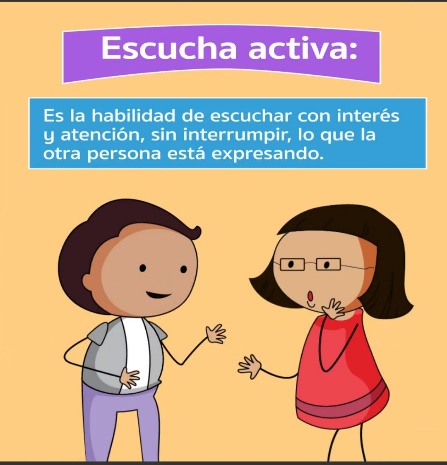 Escucha activa:
Es la habilidad de escuchar con interés
y atención, sin interrumpir, lo que la
otra persona está expresando.